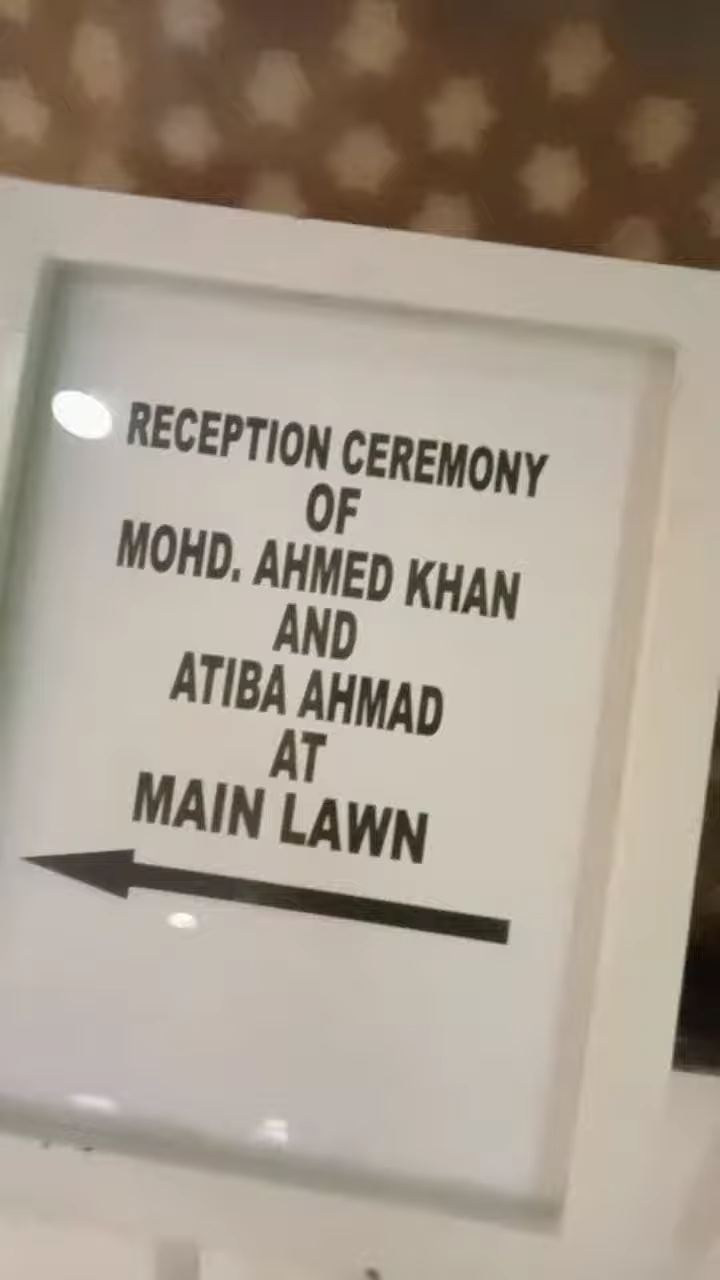 RECEPTION CEREMONY
OF
MOHD. AHMED KHAN
AND
ATIBA AHMAD
AT
MAIN LAWN